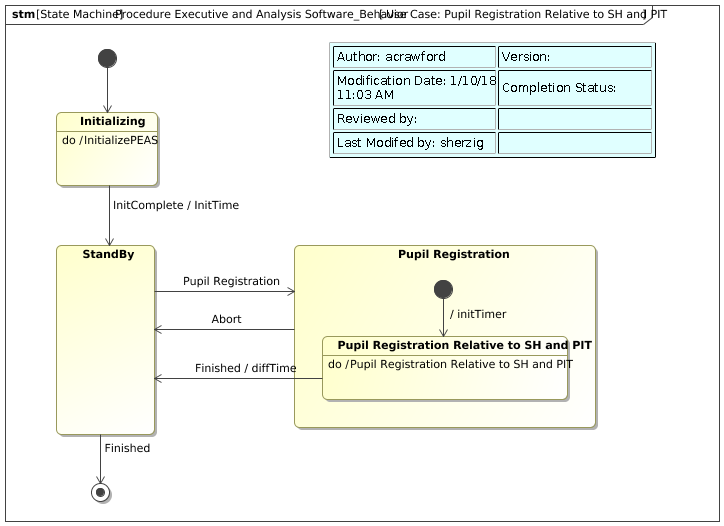 stm [State Machine] Procedure Executive and Analysis Software_Behavior [ Use Case: Pupil Registration Relative to SH and PIT ]
Author: acrawford
Version:
Modification Date: 1/10/18
11:03 AM
Completion Status:
Reviewed by:
Last Modifed by: sherzig
Initializing
do /InitializePEAS
InitComplete / InitTime
StandBy
Pupil Registration
Pupil Registration
/ initTimer
Abort
Pupil Registration Relative to SH and PIT
do /Pupil Registration Relative to SH and PIT
Finished / diffTime
Finished